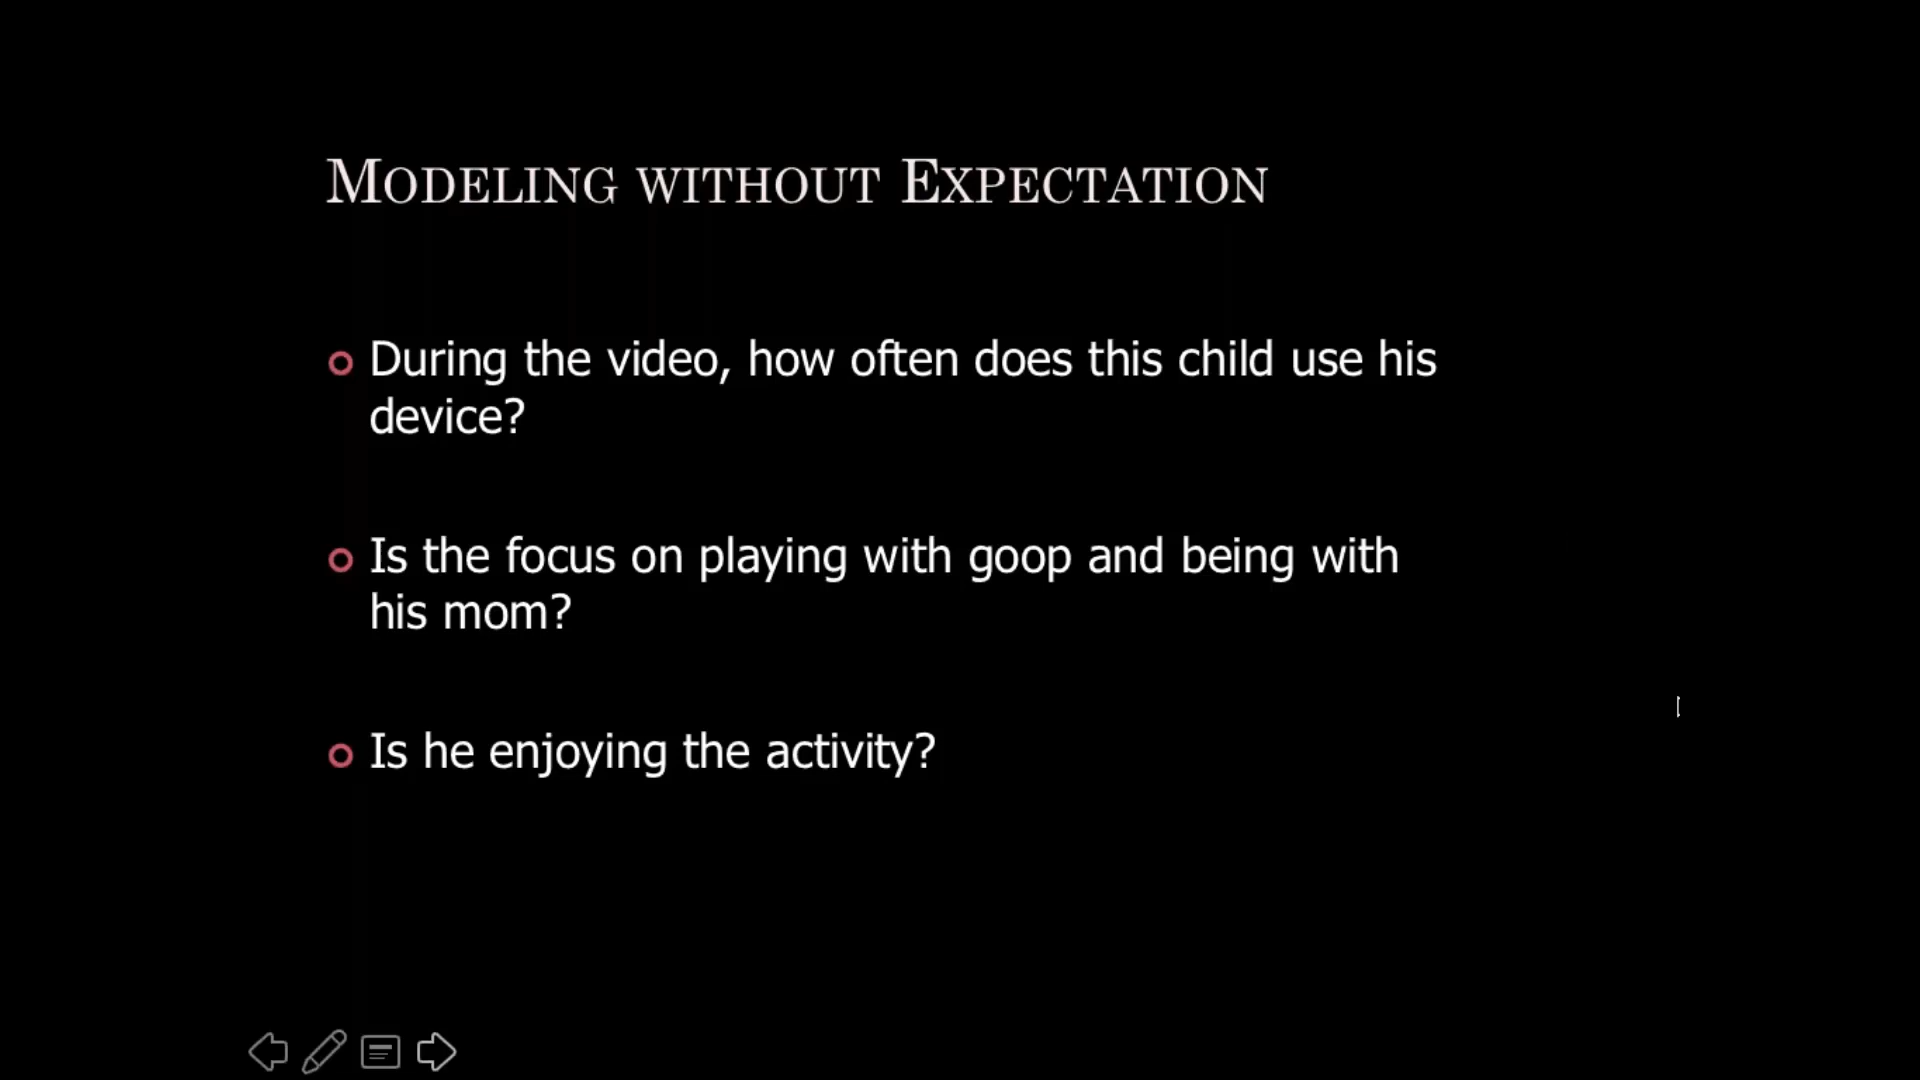 Modeling without Expectation
During the video, how often does this child use his
device?
Is the focus on playing with goop and being with
his mom?
Is he enjoying the activity?